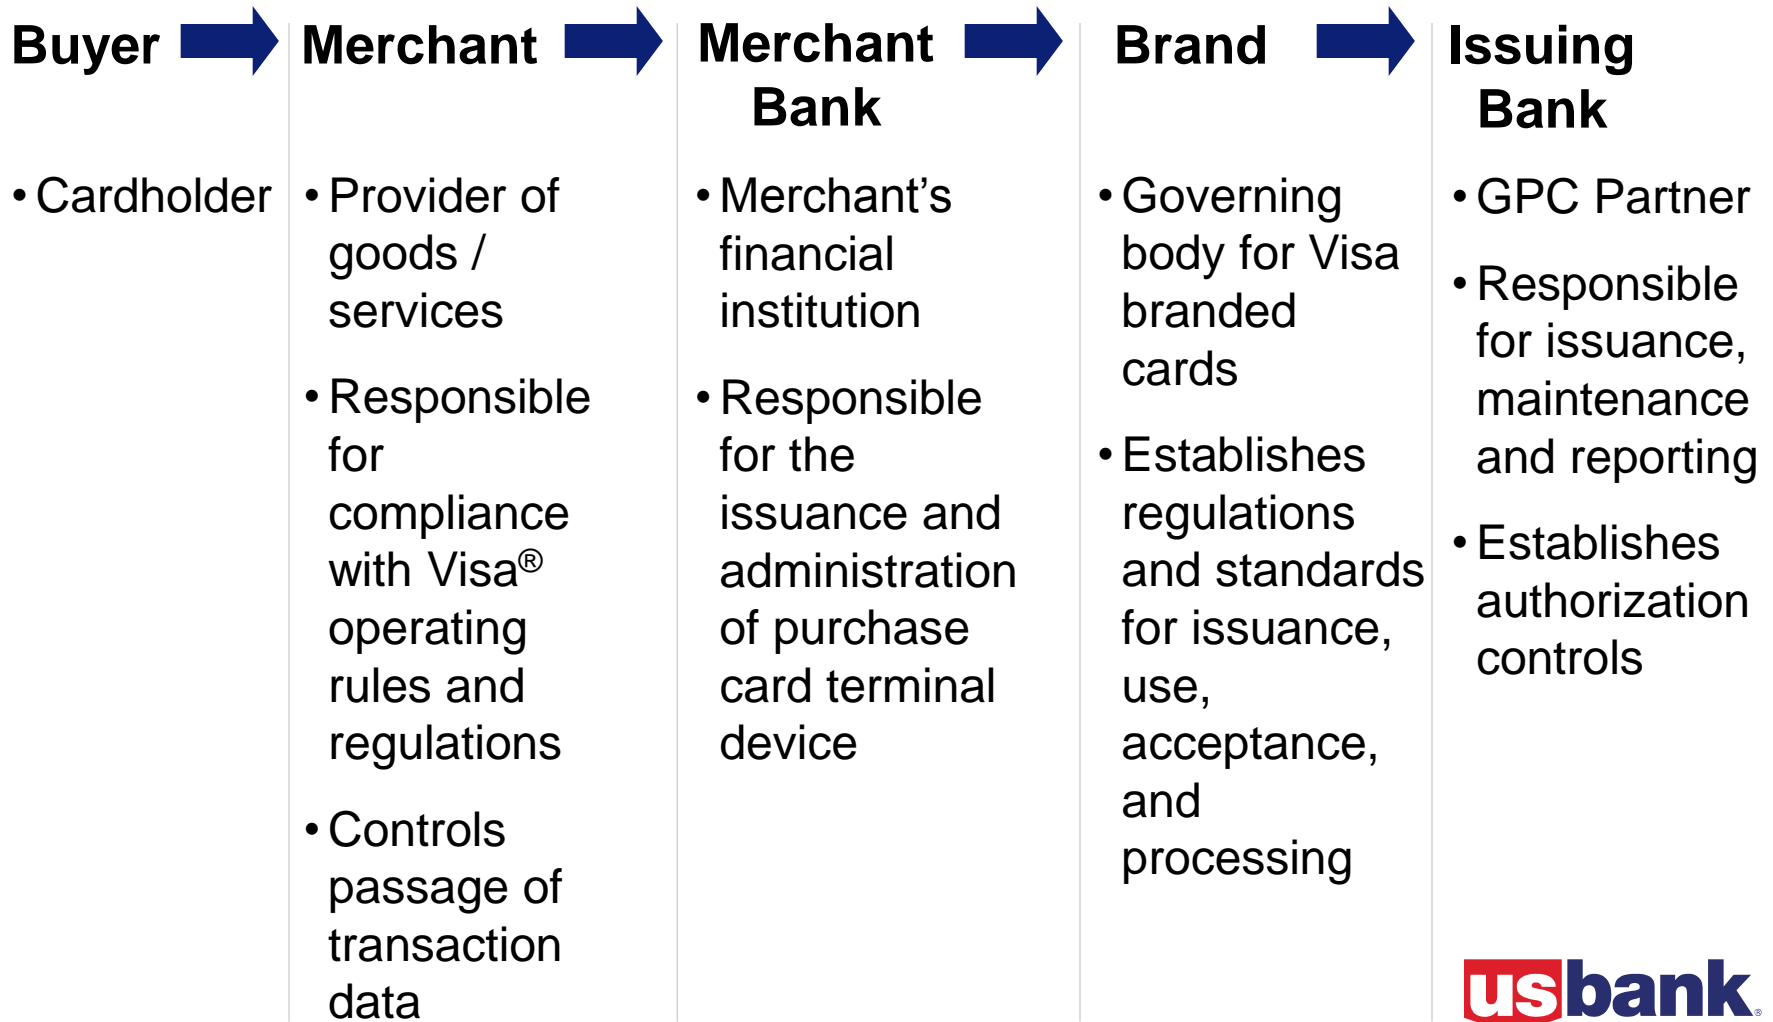 Buyer
Merchant
Merchant
Bank
Brand
Issuing
Bank
• Cardholder
• Provider of
goods /
services
• Responsible
for
compliance
with Visa®
operating
rules and
regulations
• Controls
passage of
transaction
data
• Merchant’s
financial
institution
• Responsible
for the
issuance and
administration
of purchase
card terminal
device
• Governing
body for Visa
branded
cards
• Establishes
regulations
and standards
for issuance,
use,
acceptance,
and
processing
• GPC Partner
• Responsible
for issuance,
maintenance
and reporting
• Establishes
authorization
controls
usbank®